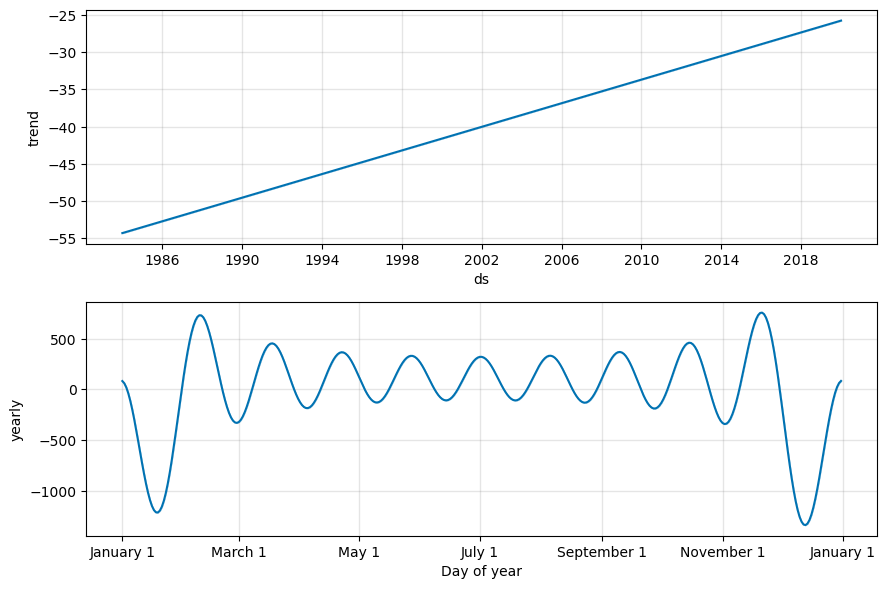 −25
−30
−35
−40
−45
−50
−55
trend
1986 1990 1994 1998 2002 2006 2010 2014 2018
ds
500
0
−500
−1000
yearly
January 1 March 1 May 1 July 1 September 1 November 1 January 1
Day of year